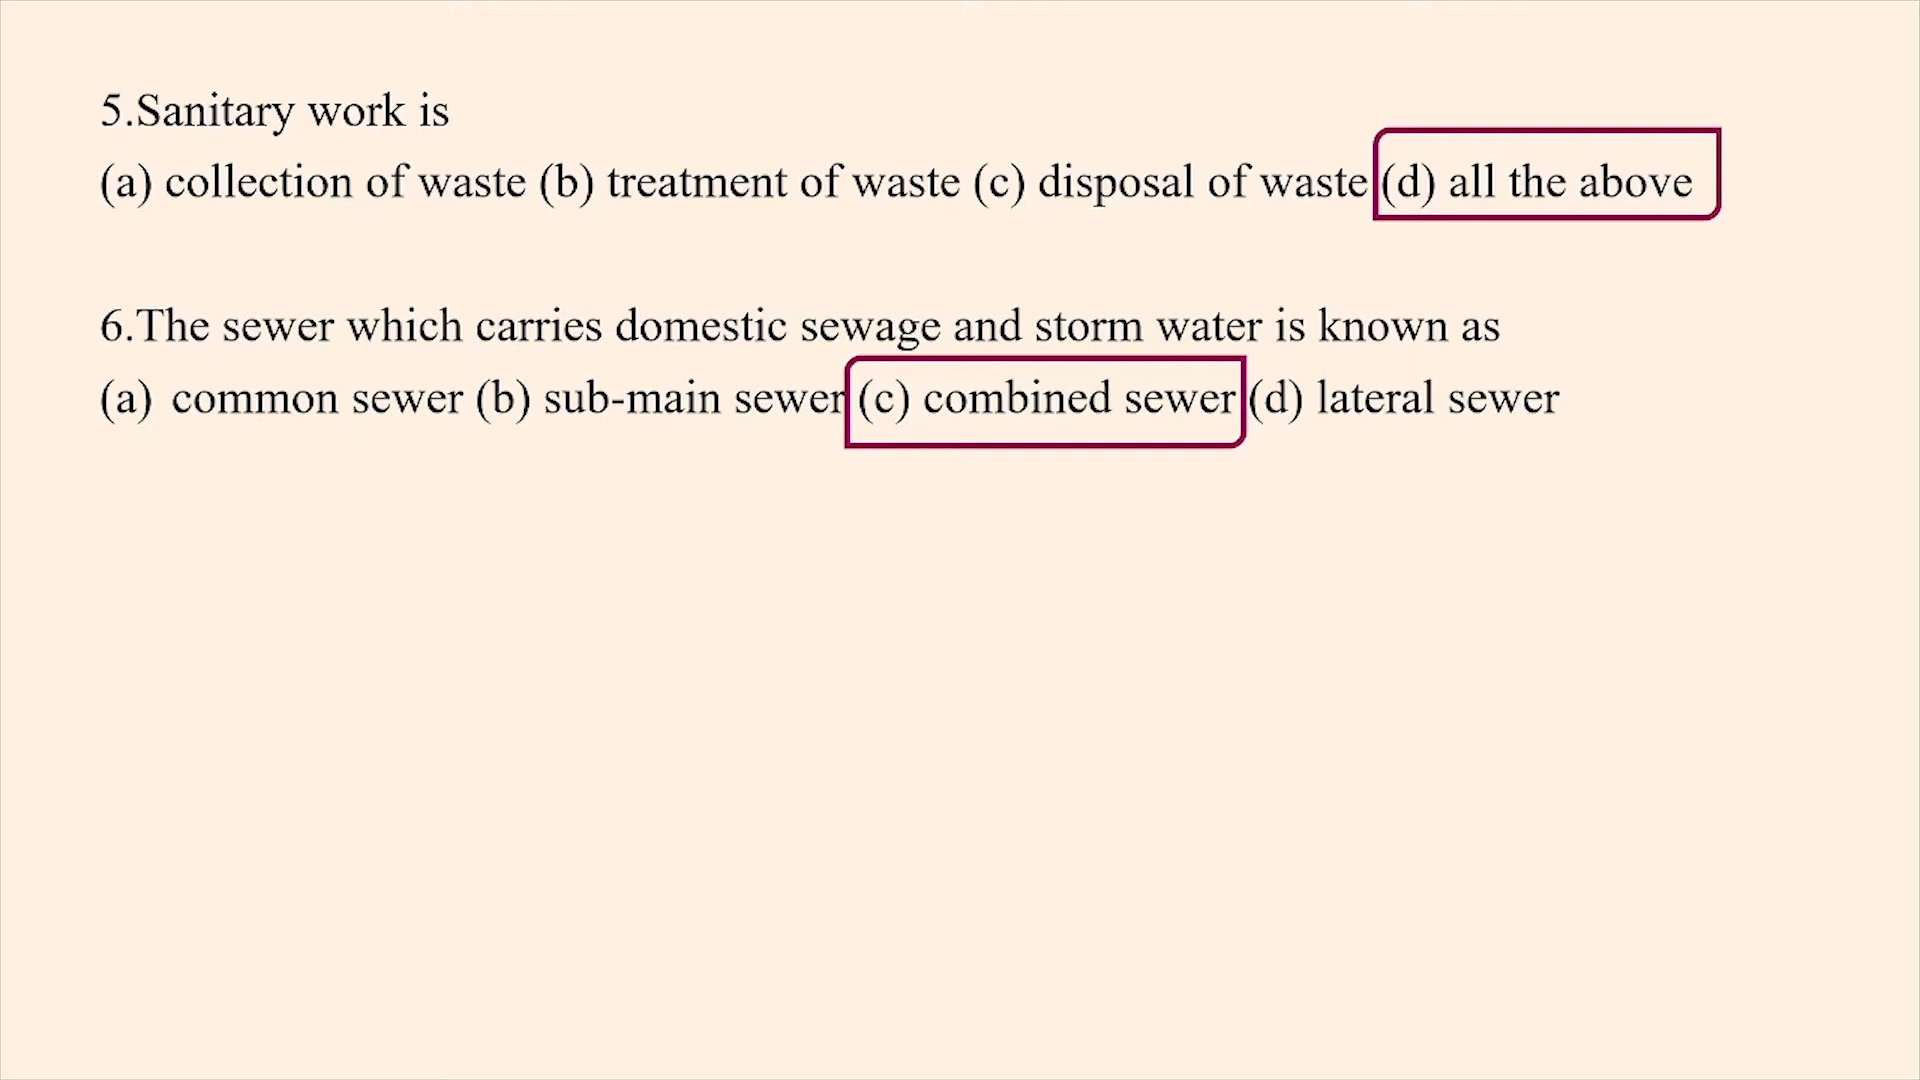 5.Sanitary work is
(a) collection of waste (b) treatment of waste (c) disposal of waste (d) all the above
6.The sewer which carries domestic sewage and storm water is known as
(a) common sewer (b) sub-main sewer (c) combined sewer (d) lateral sewer